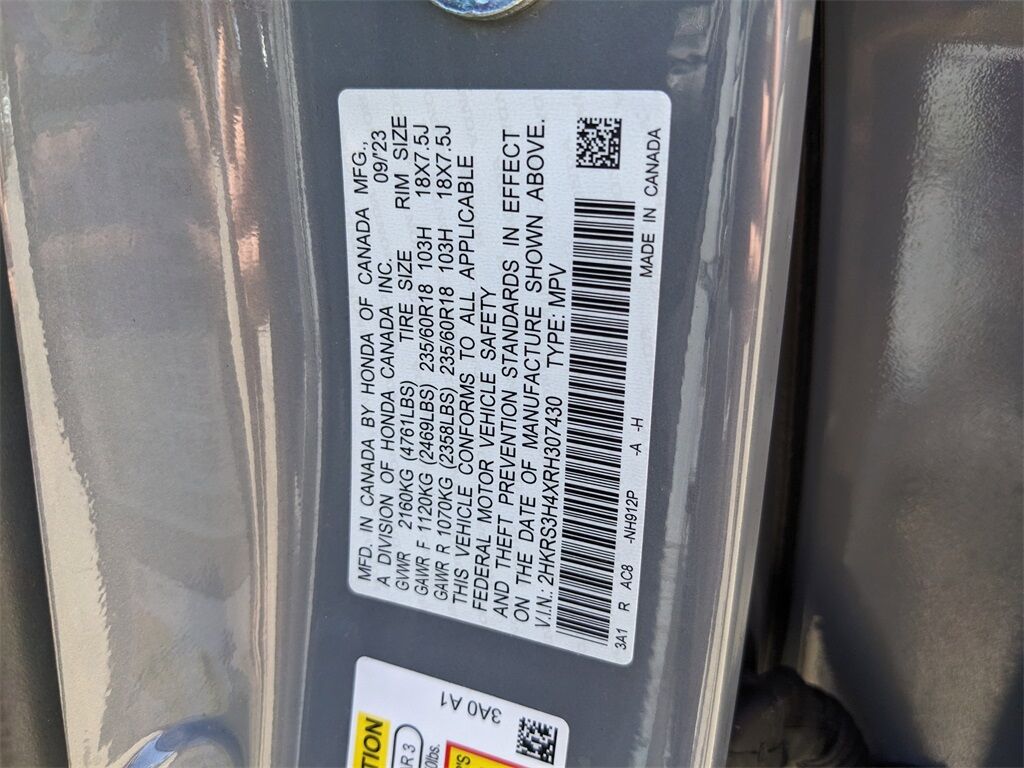 MFD. IN CANADA BY HONDA OF CANADA MFG.,
A DIVISION OF HONDA CANADA INC. 09/'23
GVWR 2160KG (4761LBS) TIRE SIZE RIM SIZE
GAWR F 1120KG (2469LBS) 235/60R18 103H 18X7.5J
GAWR R 1070KG (2358LBS) 235/60R18 103H 18X7.5J
THIS VEHICLE CONFORMS TO ALL APPLICABLE
FEDERAL MOTOR VEHICLE SAFETY
AND THEFT PREVENTION STANDARDS IN EFFECT
ON THE DATE OF MANUFACTURE SHOWN ABOVE.
V.I.N.: 2HKRS3H4XRH307430 TYPE: MPV
3A1 R AC8 -NH912P -A -H MADE IN CANADA
3A0 A1